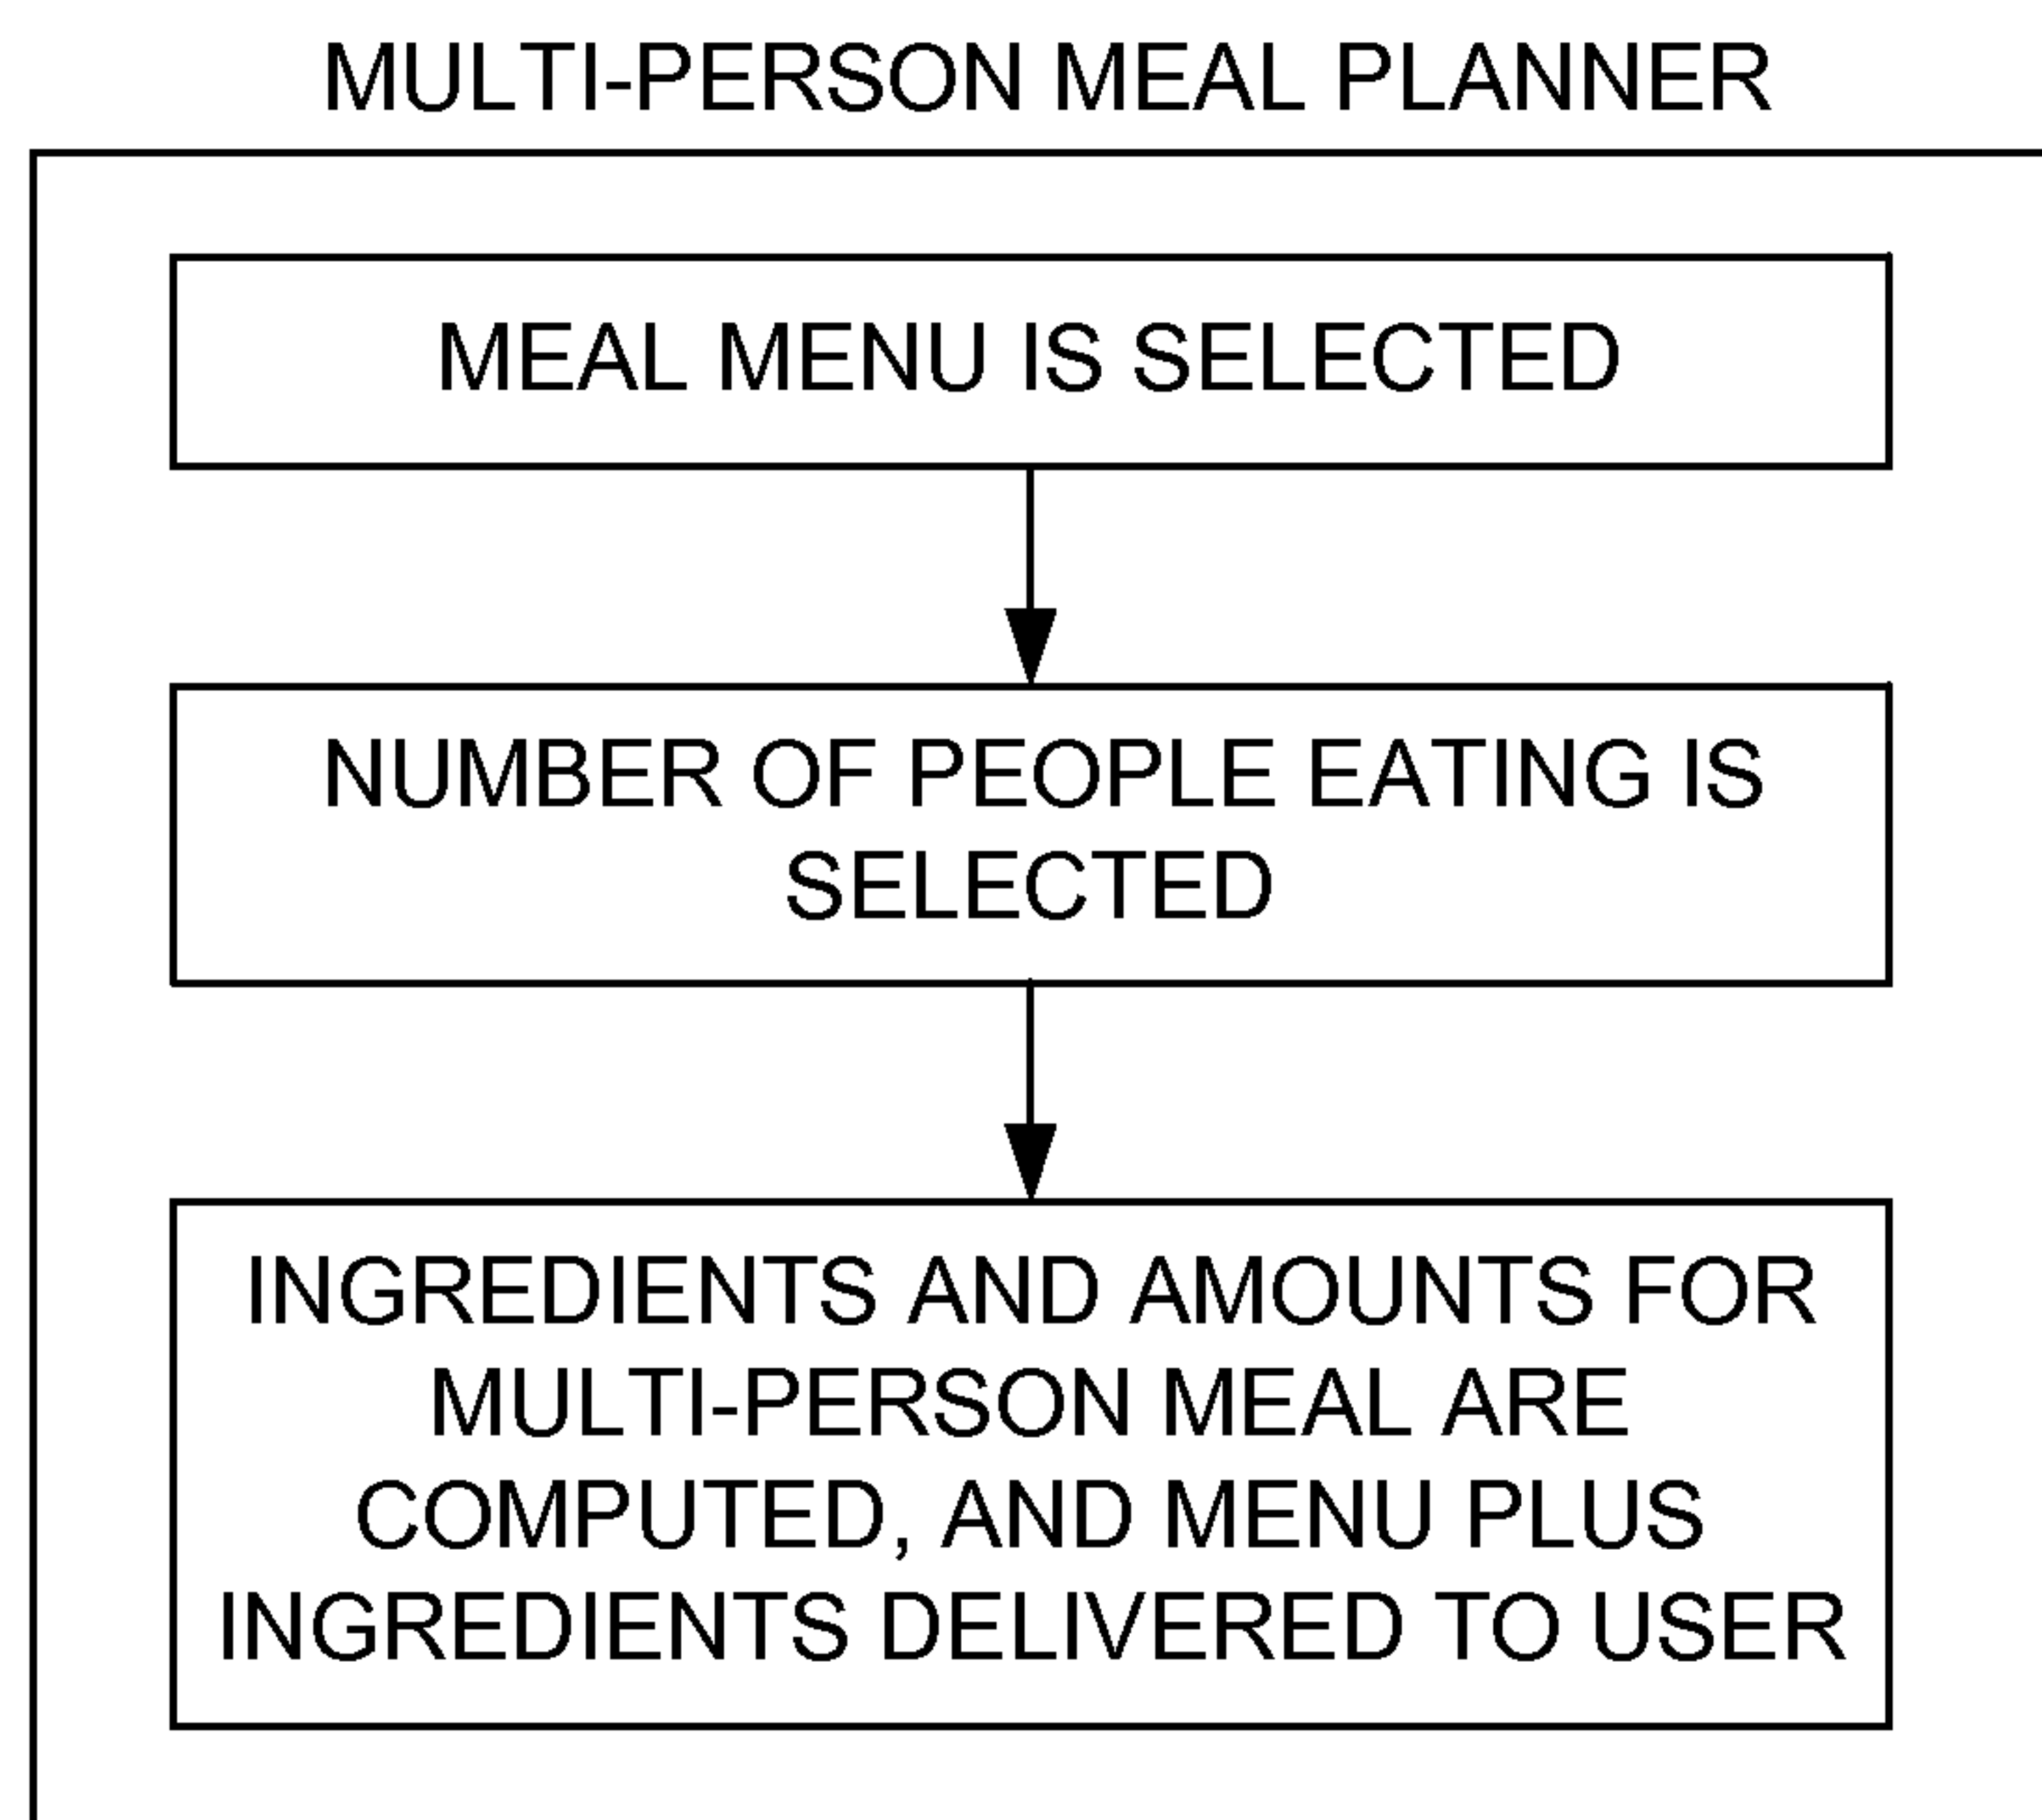 MULTI-PERSON MEAL PLANNER
MEAL MENU IS SELECTED
NUMBER OF PEOPLE EATING IS
SELECTED
INGREDIENTS AND AMOUNTS FOR
MULTI-PERSON MEAL ARE
COMPUTED, AND MENU PLUS
INGREDIENTS DELIVERED TO USER